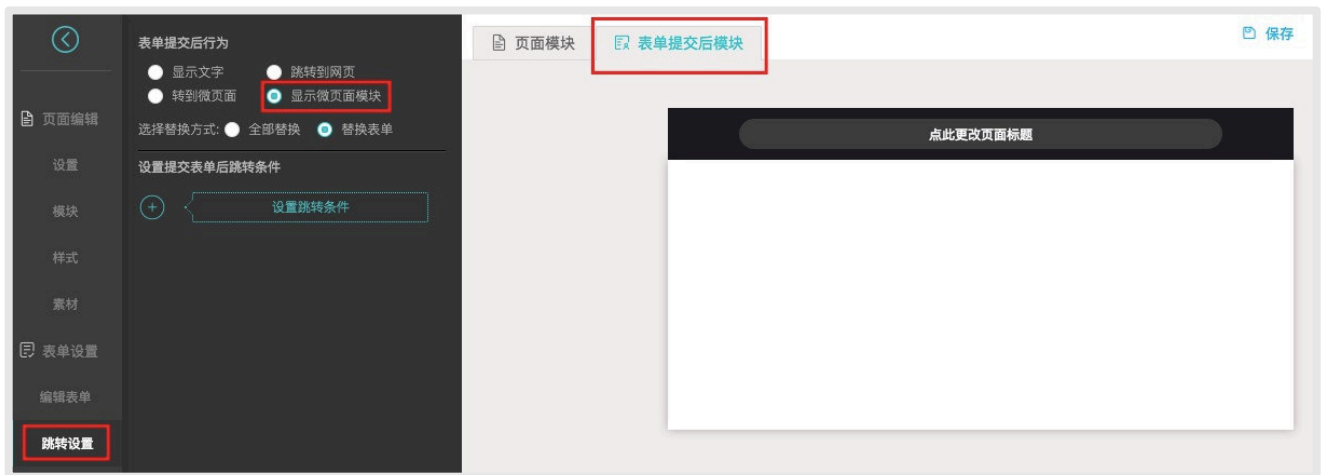 页面编辑
设置
模块
样式
素材
表单设置
编辑表单
跳转设置
表单提交后行为
显示文字 跳转到网页
转到微页面 显示微页面模块
选择替换方式: 全部替换 替换表单
设置提交表单后跳转条件
设置跳转条件
页面模块 表单提交后模块
保存
点此更改页面标题